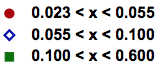 0.023 < x < 0.055
0.055 < x < 0.100
0.100 < x < 0.600